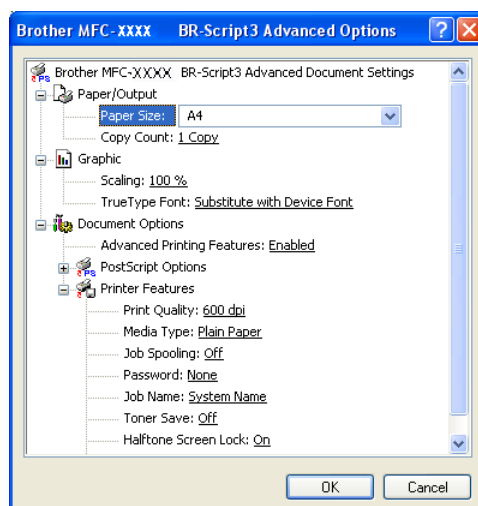 Brother MFC-XXXX BR-Script3 Advanced Options
Brother MFC-XXXX BR-Script3 Advanced Document Settings
Paper/Output
Paper Size: A4
Copy Count: 1 Copy
Graphic
Scaling: 100 %
TrueType Font: Substitute with Device Font
Document Options
Advanced Printing Features: Enabled
PostScript Options
Printer Features
Print Quality: 600 dpi
Media Type: Plain Paper
Job Spooling: Off
Password: None
Job Name: System Name
Toner Save: Off
Halftone Screen Lock: On
OK Cancel